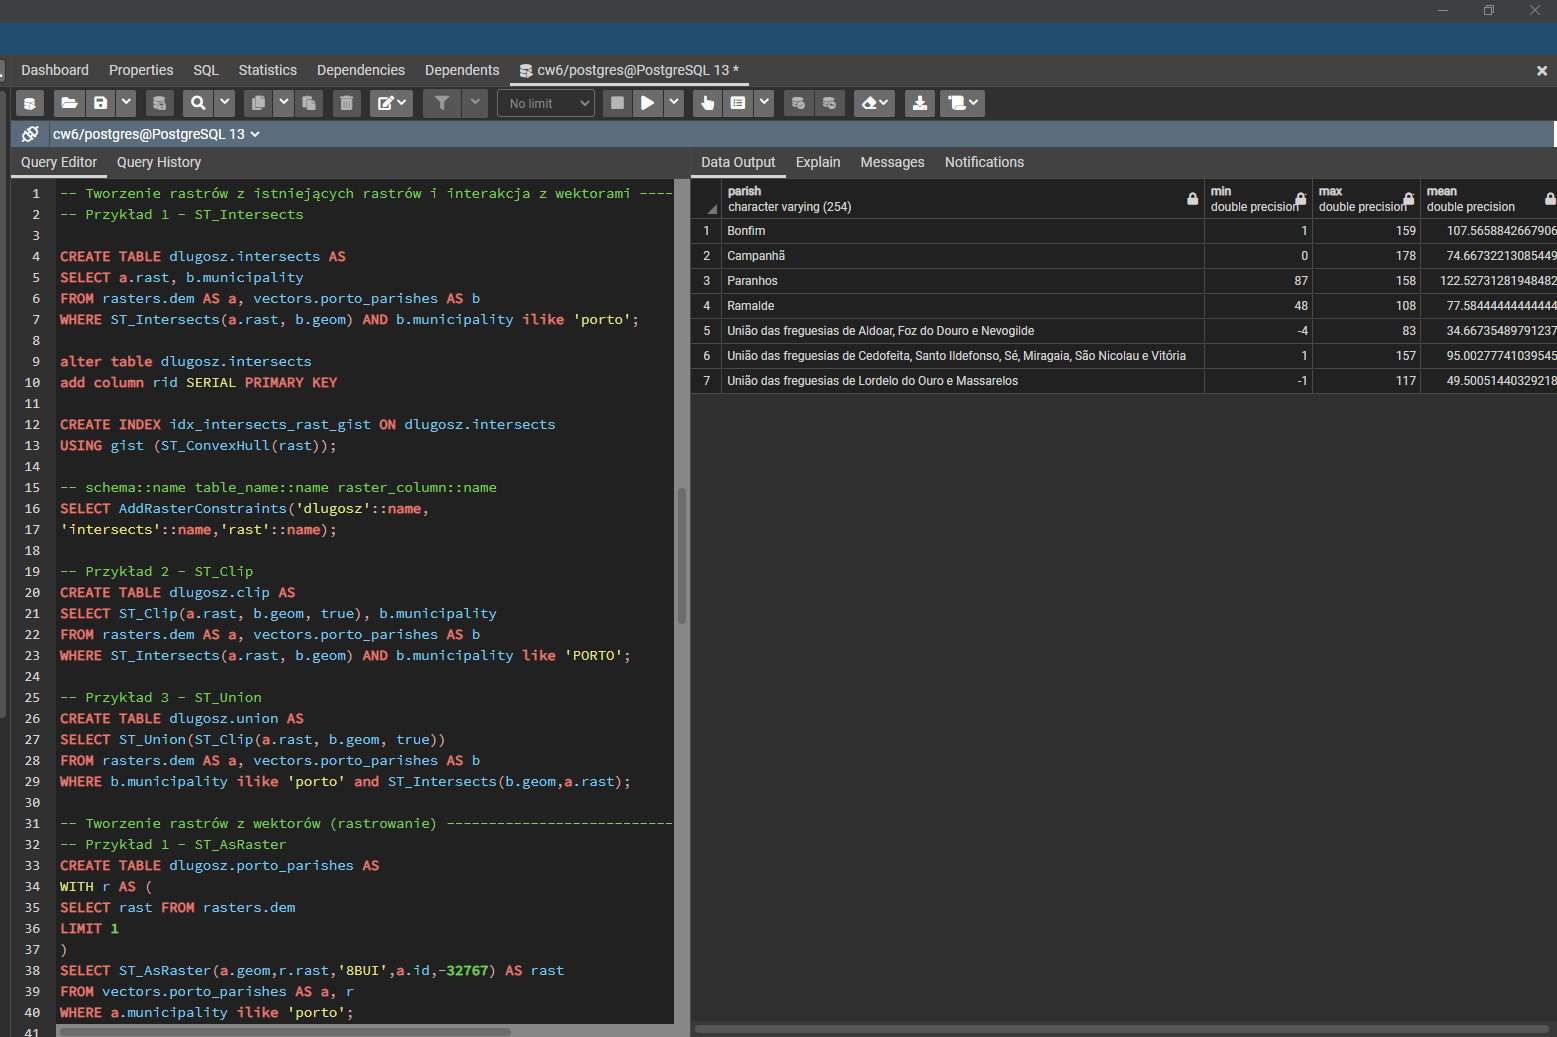 Dashboard Properties SQL Statistics Dependencies Dependents cw6/postgres@PostgreSQL 13 *
No limit
cw6/postgres@PostgreSQL 13
Query Editor Query History
1 -- Tworzenie rastrów z istniejących rastrów i interakcja z wektorami ----
2 -- Przykład 1 - ST_Intersects
3
4 CREATE TABLE dlugosz.intersects AS
5 SELECT a.rast, b.municipality
6 FROM rasters.dem AS a, vectors.porto_parishes AS b
7 WHERE ST_Intersects(a.rast, b.geom) AND b.municipality ilike 'porto';
8
9 alter table dlugosz.intersects
10 add column rid SERIAL PRIMARY KEY
11
12 CREATE INDEX idx_intersects_rast_gist ON dlugosz.intersects
13 USING gist (ST_ConvexHull(rast));
14
15 -- schema::name table_name::name raster_column::name
16 SELECT AddRasterConstraints('dlugosz'::name,
17 'intersects'::name,'rast'::name);
18
19 -- Przykład 2 - ST_Clip
20 CREATE TABLE dlugosz.clip AS
21 SELECT ST_Clip(a.rast, b.geom, true), b.municipality
22 FROM rasters.dem AS a, vectors.porto_parishes AS b
23 WHERE ST_Intersects(a.rast, b.geom) AND b.municipality like 'PORTO';
24
25 -- Przykład 3 - ST_Union
26 CREATE TABLE dlugosz.union AS
27 SELECT ST_Union(ST_Clip(a.rast, b.geom, true))
28 FROM rasters.dem AS a, vectors.porto_parishes AS b
29 WHERE b.municipality ilike 'porto' and ST_Intersects(b.geom,a.rast);
30
31 -- Tworzenie rastrów z wektorów (rastrowanie) ---------------------------
32 -- Przykład 1 - ST_AsRaster
33 CREATE TABLE dlugosz.porto_parishes AS
34 WITH r AS (
35 SELECT rast FROM rasters.dem
36 LIMIT 1
37 )
38 SELECT ST_AsRaster(a.geom,r.rast,'8BUI',a.id,-32767) AS rast
39 FROM vectors.porto_parishes AS a, r
40 WHERE a.municipality ilike 'porto';
41
Data Output Explain Messages Notifications
parish min max mean
character varying (254) double precision double precision double precision
1 Bonfim 1 159 107.5658842667906
2 Campanhã 0 178 74.66732213085449
3 Paranhos 87 158 122.52731281948482
4 Ramalde 48 108 77.58444444444444
5 União das freguesias de Aldoar, Foz do Douro e Nevogilde -4 83 34.66735489791237
6 União das freguesias de Cedofeita, Santo Ildefonso, Sé, Miragaia, São Nicolau e Vitória 1 157 95.00277741039545
7 União das freguesias de Lordelo do Ouro e Massarelos -1 117 49.50051440329218